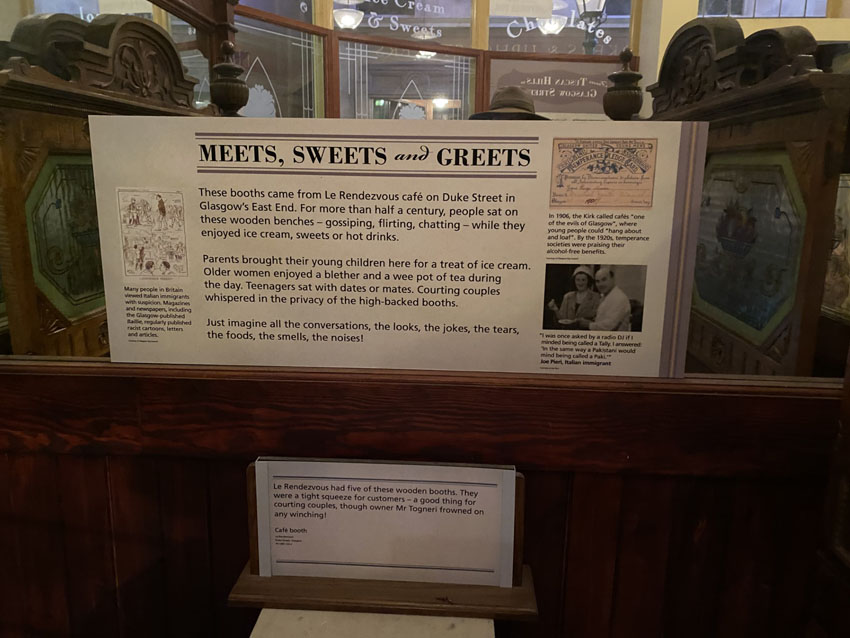 Ice Cream
& Sweets
Chocolates
from TUSCAN HILLS
GLASGOW STREET
MEETS, SWEETS and GREETS
These booths came from Le Rendezvous café on Duke Street in
Glasgow's East End. For more than half a century, people sat on
these wooden benches – gossiping, flirting, chatting – while they
enjoyed ice cream, sweets or hot drinks.
Parents brought their young children here for a treat of ice cream.
Older women enjoyed a blether and a wee pot of tea during
the day. Teenagers sat with dates or mates. Courting couples
whispered in the privacy of the high-backed booths.
Just imagine all the conversations, the looks, the jokes, the tears,
the foods, the smells, the noises!
Many people in Britain
viewed Italian immigrants
with suspicion. Magazines
and newspapers, including
the Glasgow-published
Bailie, regularly published
racist cartoons, letters
and articles.
TEMPERANCE PLEDGE
In 1906, the Kirk called cafés "one
of the evils of Glasgow", where
young people could "hang about
and loaf". By the 1920s, temperance
societies were praising their
alcohol-free benefits.
"I was once asked by a radio DJ if I
minded being called a Tally. I answered:
'In the same way a Pakistani would
mind being called a Paki.'"
Joe Pieri, Italian immigrant
Le Rendezvous had five of these wooden booths. They
were a tight squeeze for customers – a good thing for
courting couples, though owner Mr Togneri frowned on
any winching!
Café booth